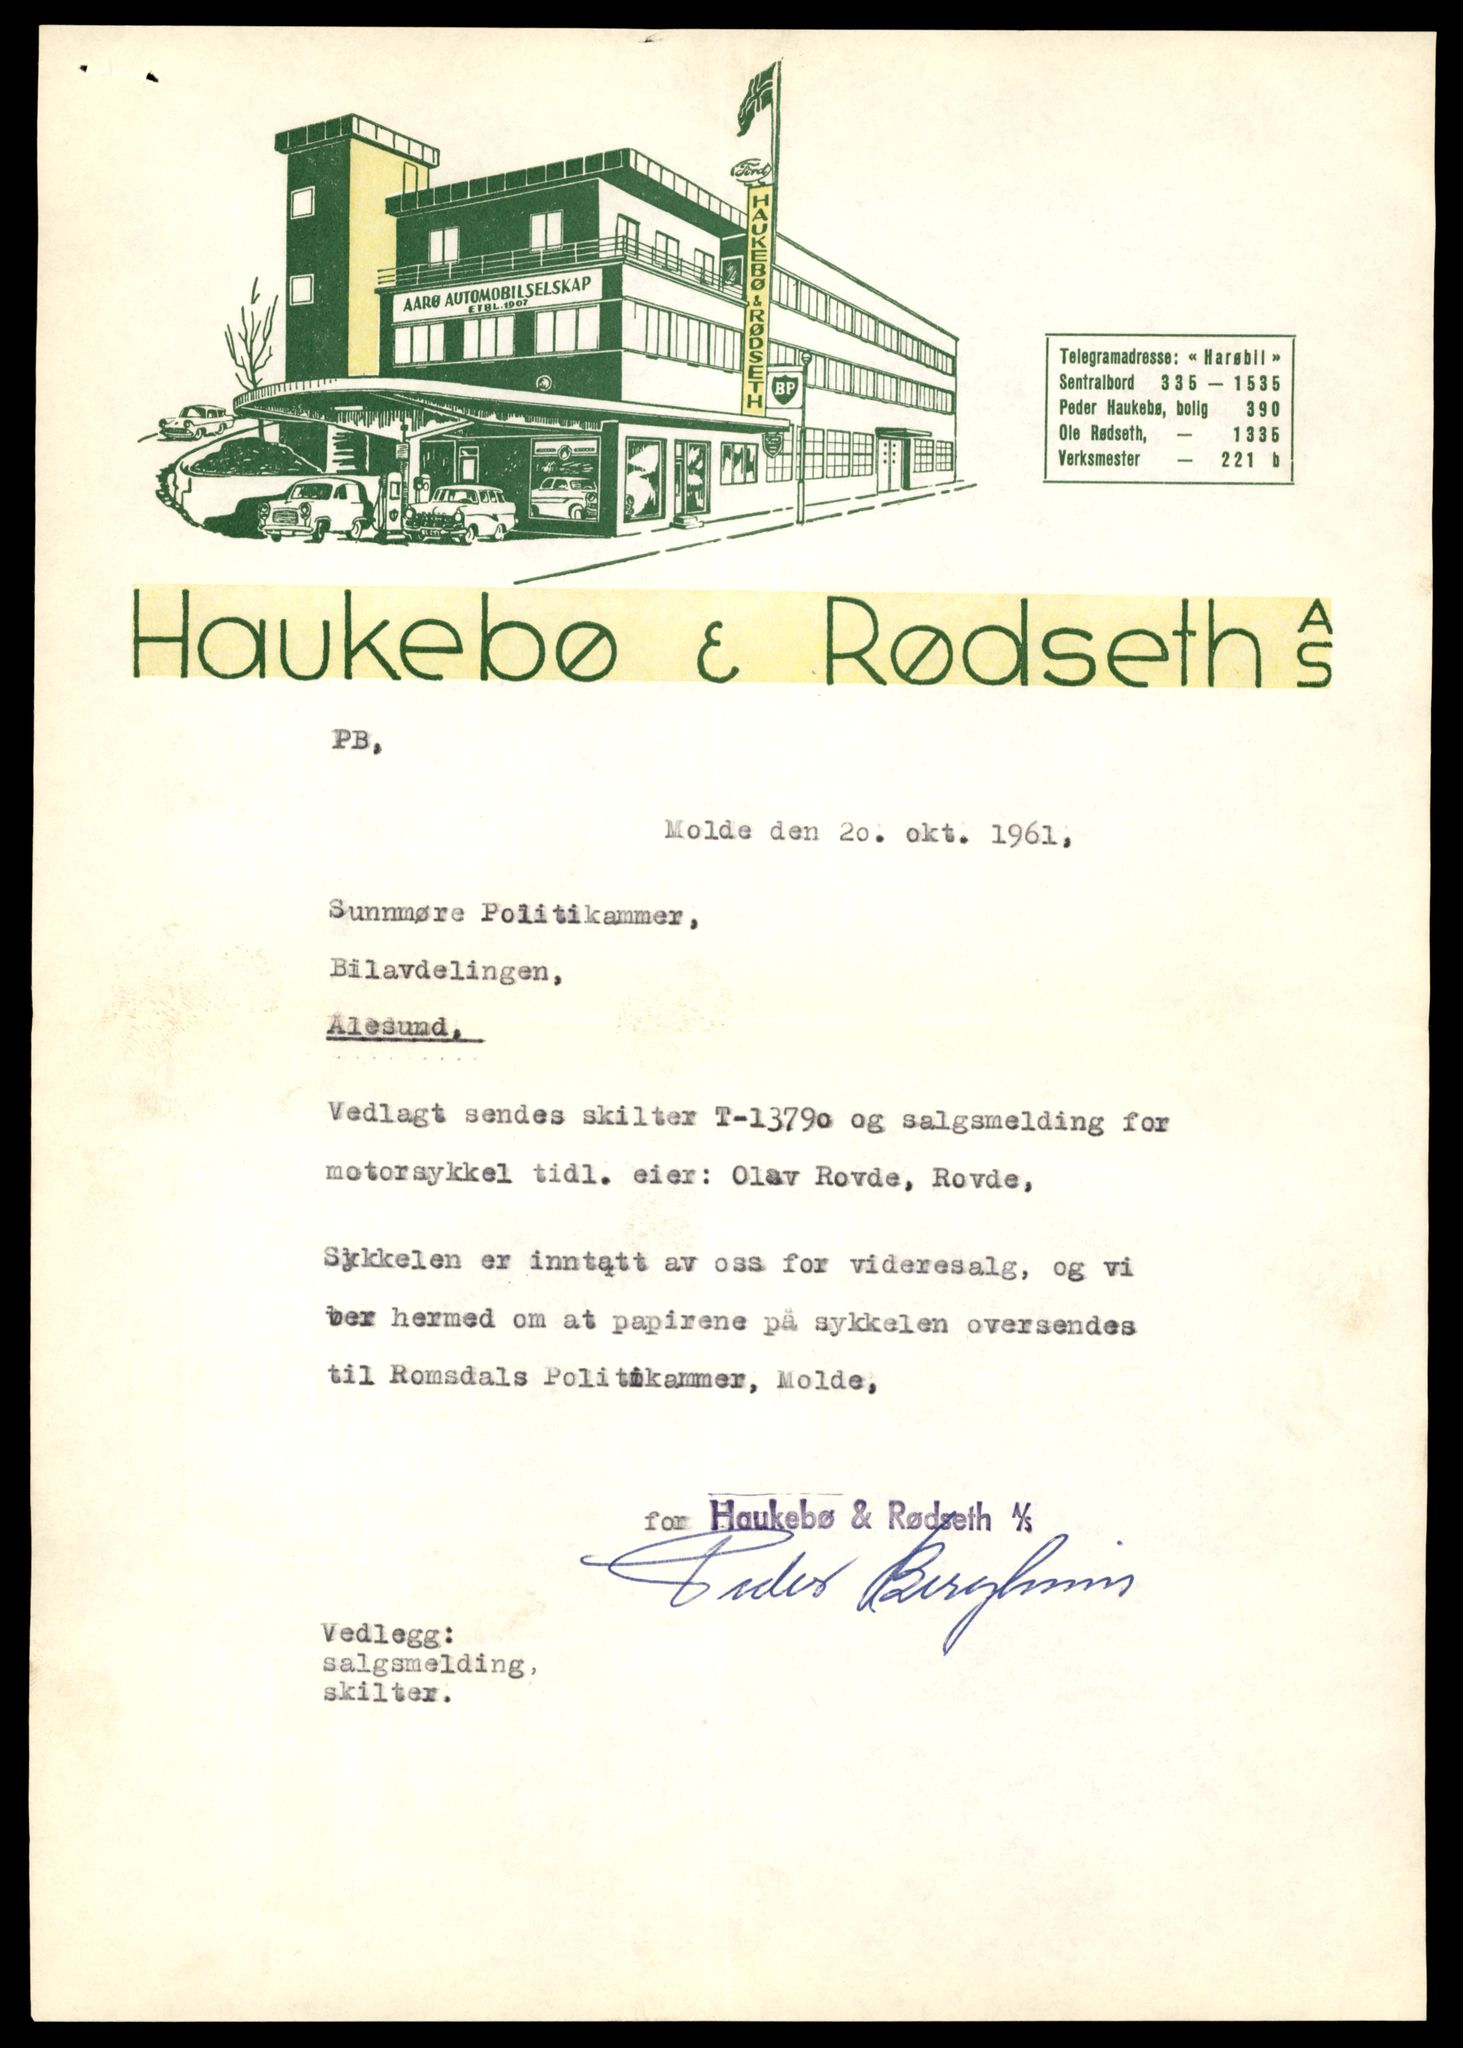 Ford
HAUKEBØ & RØDSETH
AARØ AUTOMOBILSELSKAP
ETBL. 1907
BP
Telegramadresse: « Harøbil »
Sentralbord 335 — 1535
Peder Haukebø, bolig 390
Ole Rødseth, — 1335
Verksmester — 221 b
Haukebø & Rødseth A/S
PB,
Molde den 2o. okt. 1961,
Sunnmøre Politikammer,
Bilavdelingen,
Ålesund,
Vedlagt sendes skilter T-1379o og salgsmelding for
motorsykkel tidl. eier: Olav Rovde, Rovde,
Sykkelen er inntatt av oss for videresalg, og vi
ber hermed om at papirene på sykkelen oversendes
til Romsdals Politikammer, Molde,
for Haukebø & Rødseth A/S
Peder
Vedlegg:
salgsmelding,
skilter.